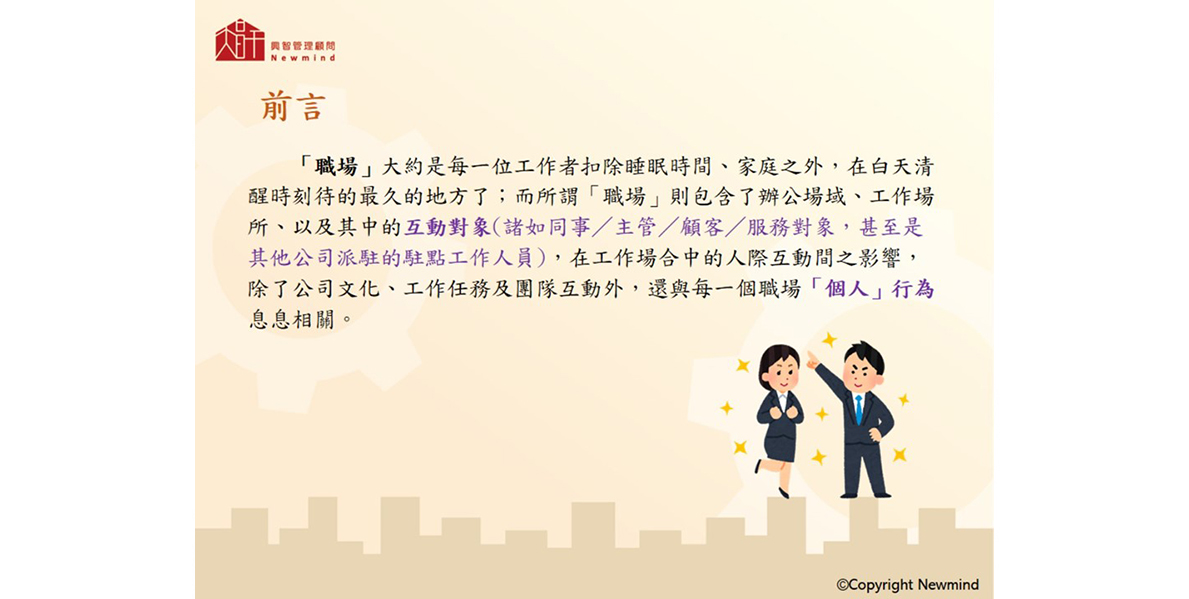 興智管理顧問
Newmind
前言
「職場」大約是每一位工作者扣除睡眠時間、家庭之外，在白天清
醒時刻待的最久的地方了；而所謂「職場」則包含了辦公場域、工作場
所、以及其中的互動對象(諸如同事／主管／顧客／服務對象，甚至是
其他公司派駐的駐點工作人員)，在工作場合中的人際互動間之影響，
除了公司文化、工作任務及團隊互動外，還與每一個職場「個人」行為
息息相關。
©Copyright Newmind